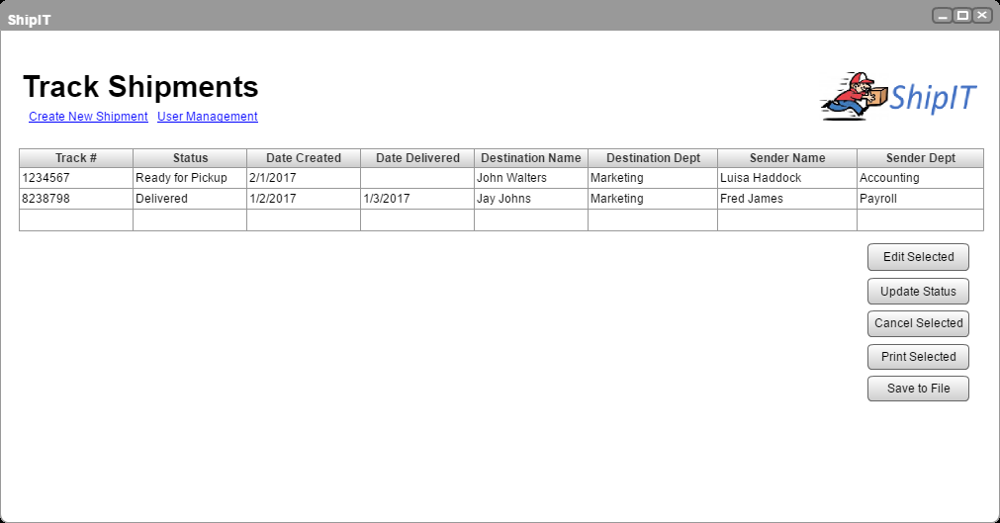 ShipIT
Track Shipments
ShipIT
Create New Shipment User Management
Track # Status Date Created Date Delivered Destination Name Destination Dept Sender Name Sender Dept
1234567 Ready for Pickup 2/1/2017 John Walters Marketing Luisa Haddock Accounting
8238798 Delivered 1/2/2017 1/3/2017 Jay Johns Marketing Fred James Payroll
Edit Selected
Update Status
Cancel Selected
Print Selected
Save to File